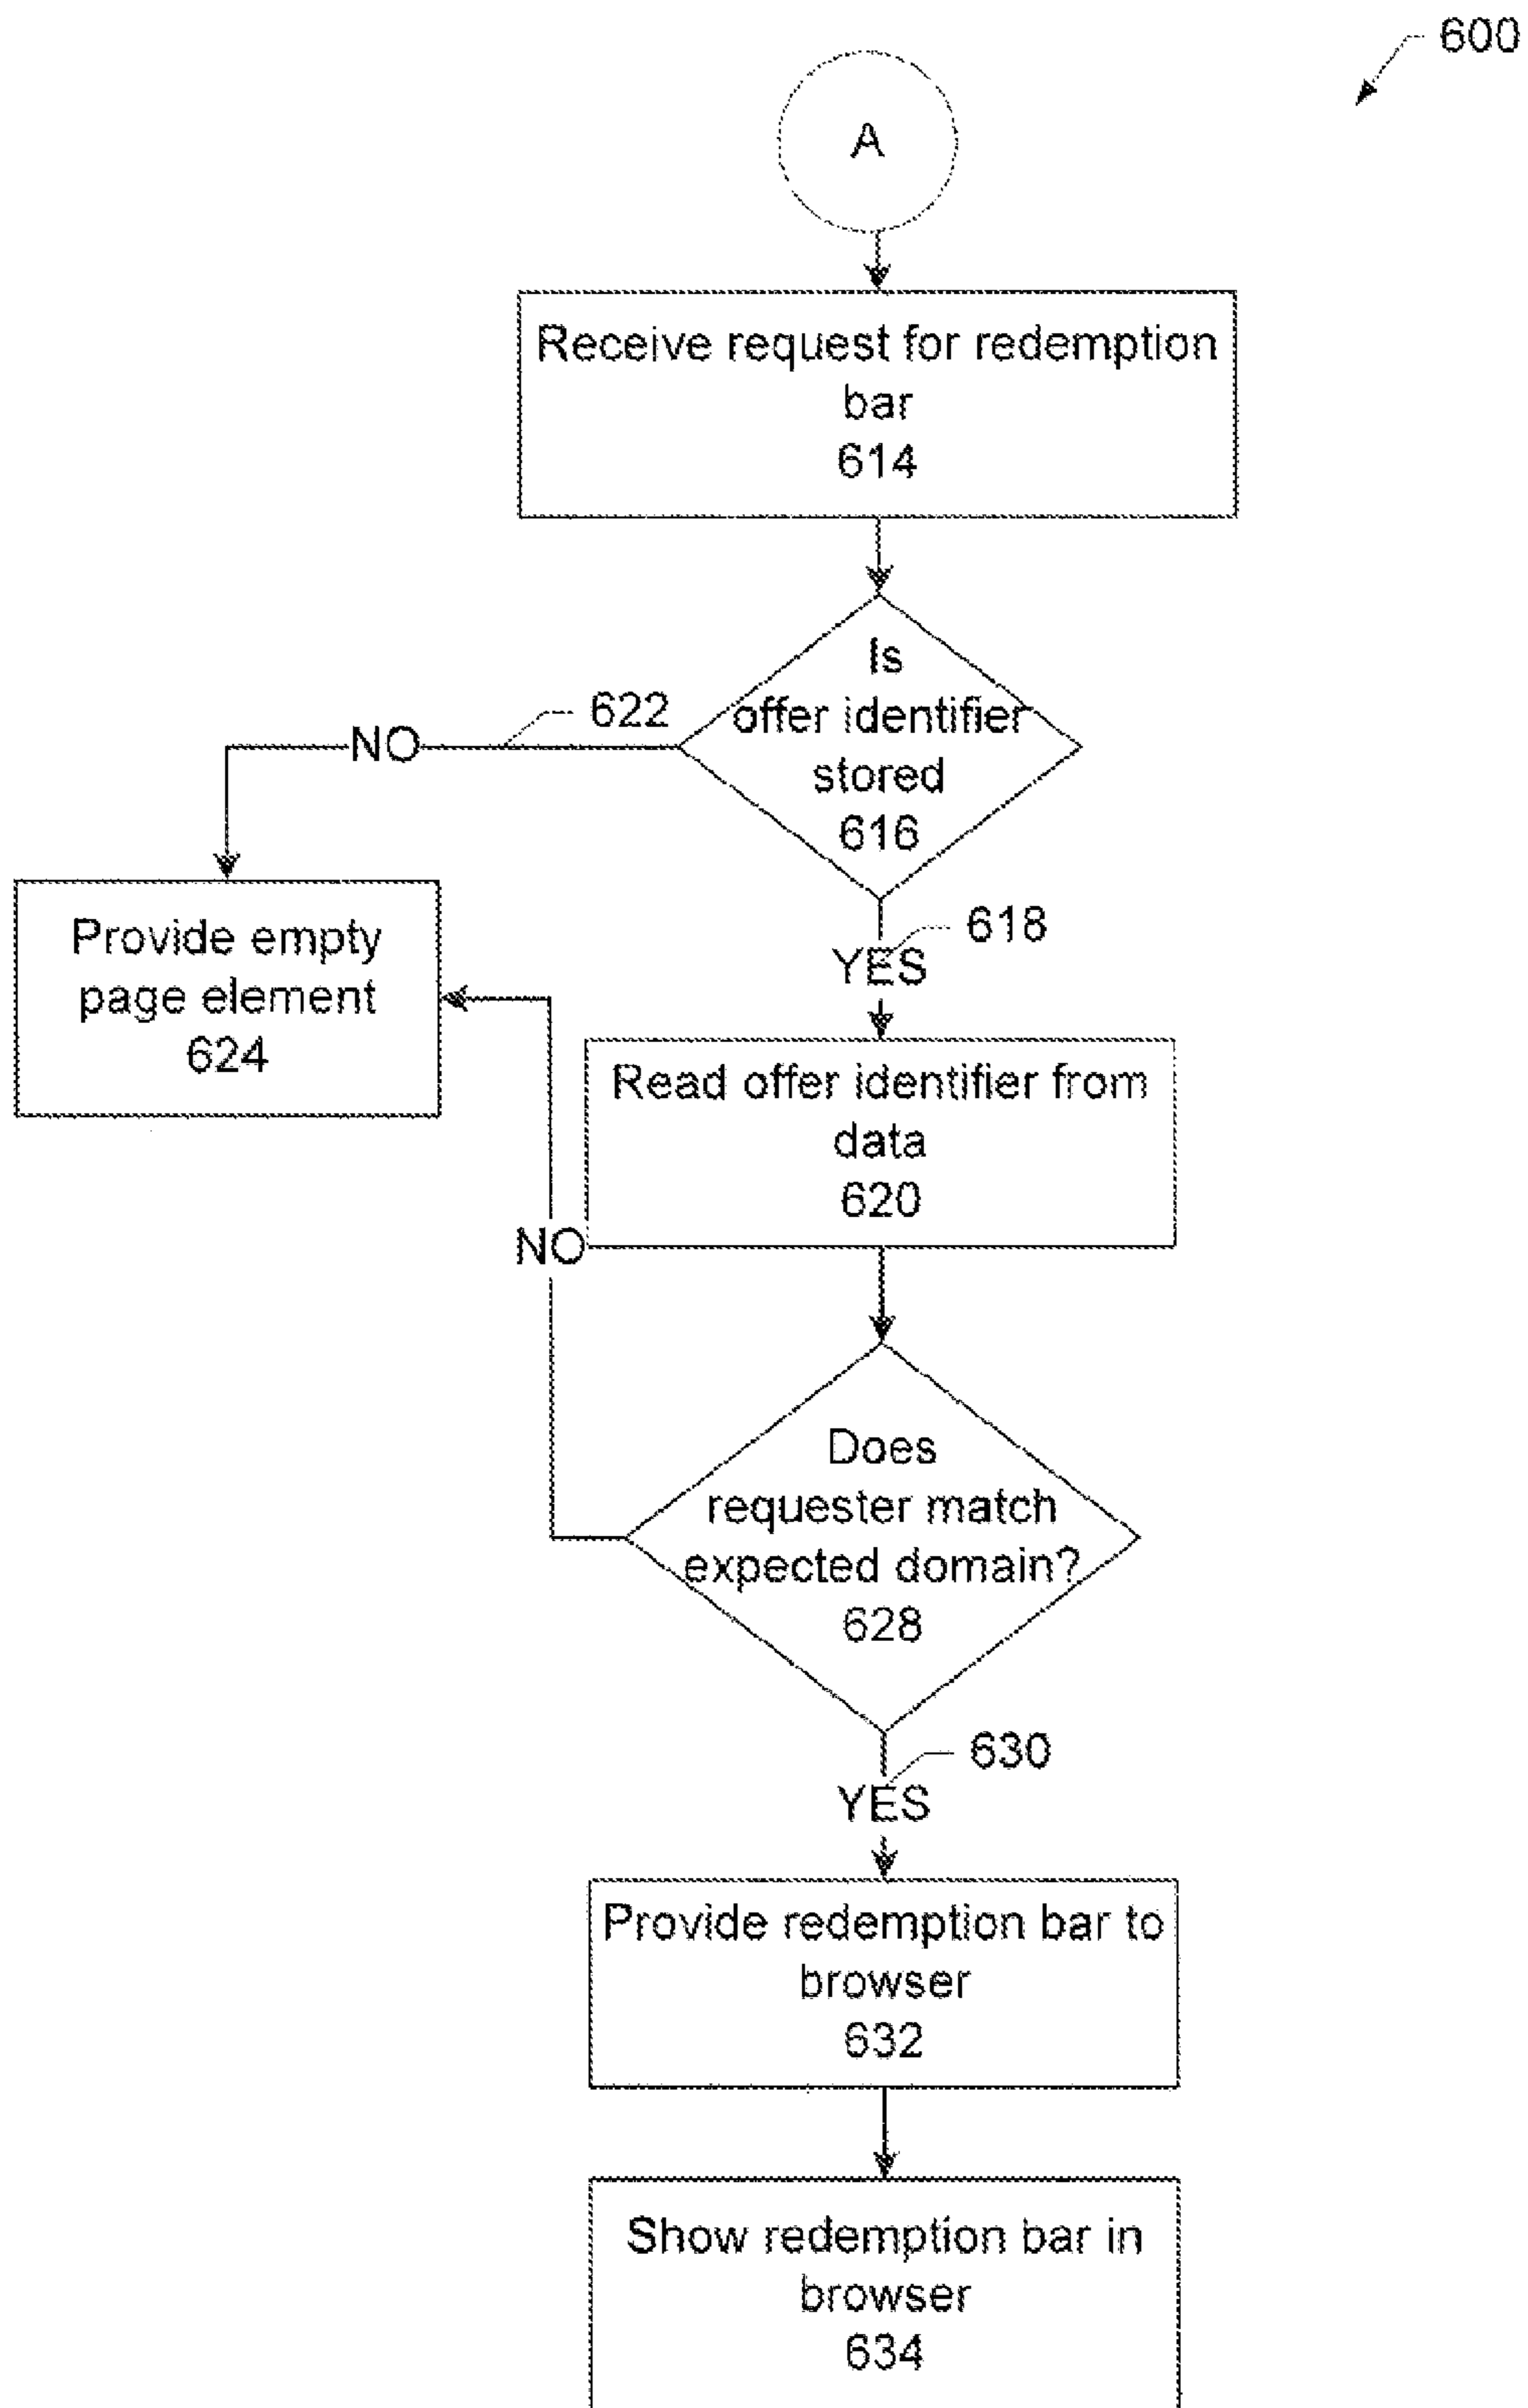 600
A
Receive request for redemption
bar
614
Is
offer identifier
stored
616
622
NO
618
YES
Provide empty
page element
624
Read offer identifier from
data
620
NO
Does
requester match
expected domain?
628
630
YES
Provide redemption bar to
browser
632
Show redemption bar in
browser
634